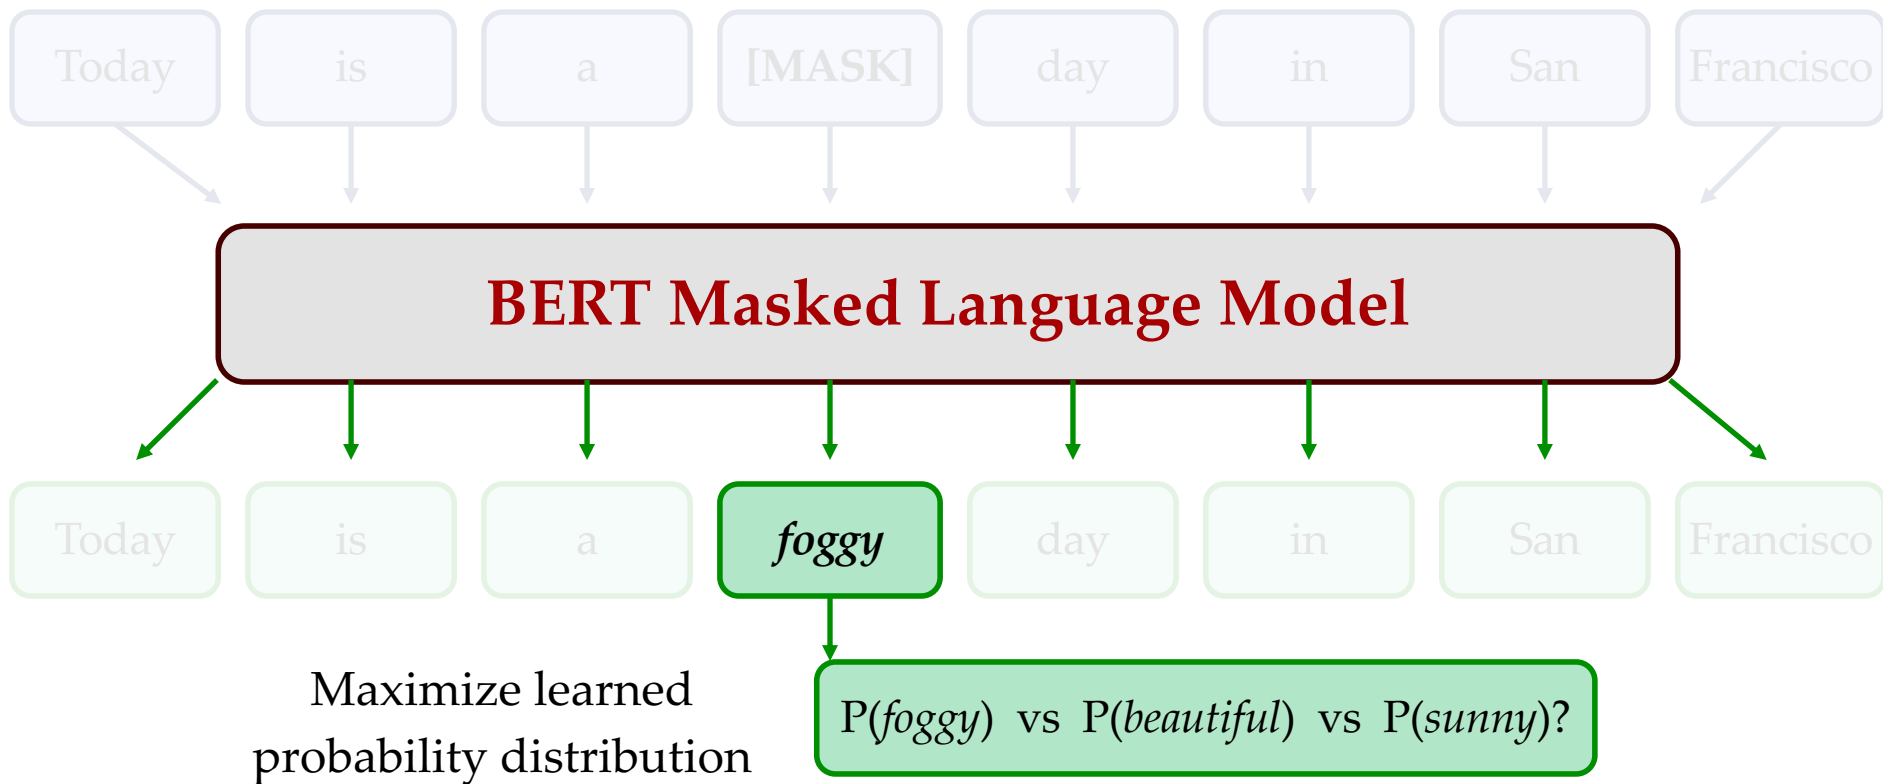 Today is a [MASK] day in San Francisco
BERT Masked Language Model
Today is a foggy day in San Francisco
Maximize learned
probability distribution
P(foggy) vs P(beautiful) vs P(sunny)?